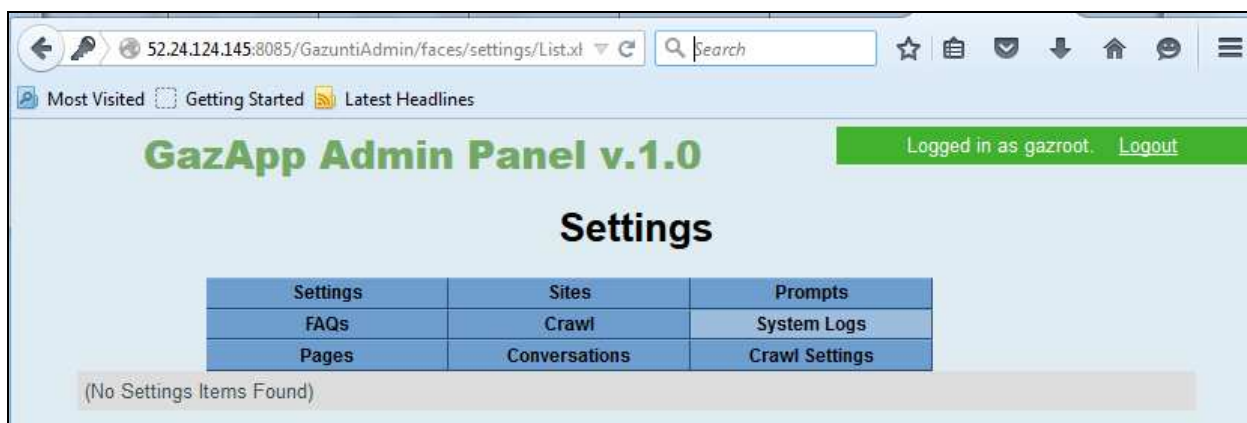 52.24.124.145:8085/GazuntiAdmin/faces/settings/List.xl
Search
Most Visited Getting Started Latest Headlines
GazApp Admin Panel v.1.0
Logged in as gazroot. Logout
Settings
Settings Sites Prompts
FAQs Crawl System Logs
Pages Conversations Crawl Settings
(No Settings Items Found)